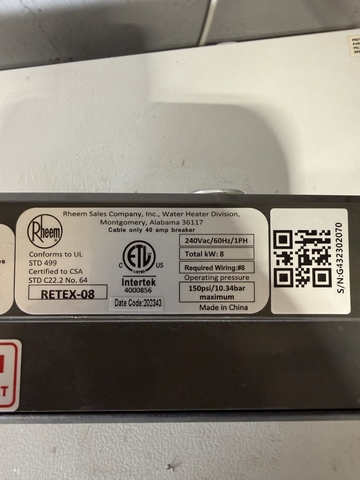 Rheem Sales Company, Inc., Water Heater Division,
Montgomery, Alabama 36117
Cable only 40 amp breaker
Rheem
Conforms to UL
STD 499
Certified to CSA
STD C22.2 No. 64
RETEX-08
C ETL US
Intertek
4000856
Date Code:202343
240Vac/60Hz/1PH
Total kW: 8
Required Wiring:#8
Operating pressure
150psi/10.34bar
maximum
Made in China
S/N:G432302070